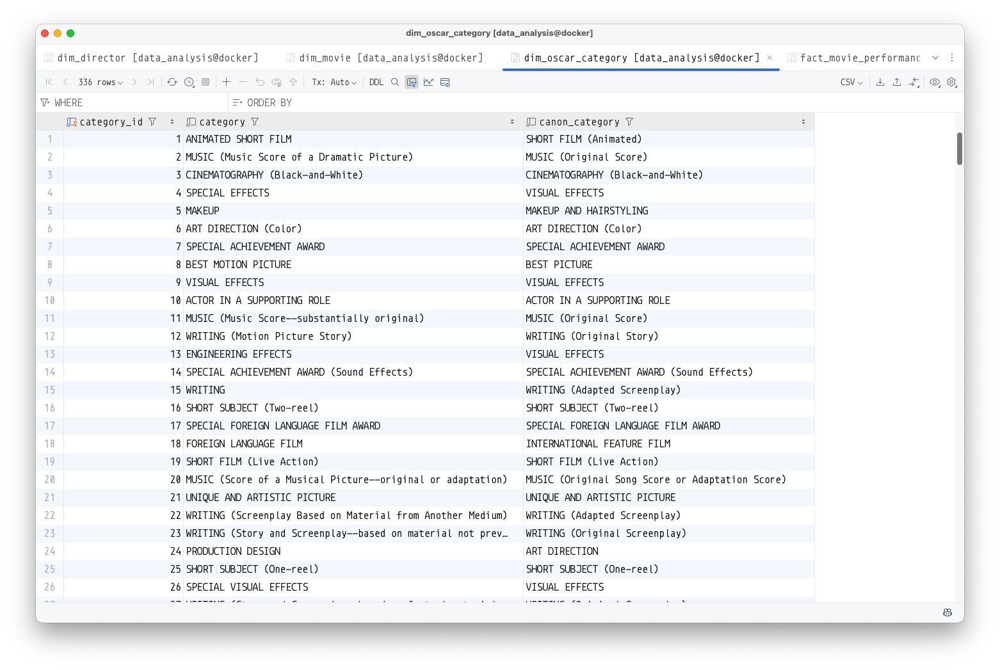 dim_oscar_category [data_analysis@docker]
dim_director [data_analysis@docker] dim_movie [data_analysis@docker] dim_oscar_category [data_analysis@docker] fact_movie_performanc
336 rows Tx: Auto DDL CSV
WHERE ORDER BY
category_id category canon_category
1 1 ANIMATED SHORT FILM SHORT FILM (Animated)
2 2 MUSIC (Music Score of a Dramatic Picture) MUSIC (Original Score)
3 3 CINEMATOGRAPHY (Black-and-White) CINEMATOGRAPHY (Black-and-White)
4 4 SPECIAL EFFECTS VISUAL EFFECTS
5 5 MAKEUP MAKEUP AND HAIRSTYLING
6 6 ART DIRECTION (Color) ART DIRECTION (Color)
7 7 SPECIAL ACHIEVEMENT AWARD SPECIAL ACHIEVEMENT AWARD
8 8 BEST MOTION PICTURE BEST PICTURE
9 9 VISUAL EFFECTS VISUAL EFFECTS
10 10 ACTOR IN A SUPPORTING ROLE ACTOR IN A SUPPORTING ROLE
11 11 MUSIC (Music Score--substantially original) MUSIC (Original Score)
12 12 WRITING (Motion Picture Story) WRITING (Original Story)
13 13 ENGINEERING EFFECTS VISUAL EFFECTS
14 14 SPECIAL ACHIEVEMENT AWARD (Sound Effects) SPECIAL ACHIEVEMENT AWARD (Sound Effects)
15 15 WRITING WRITING (Adapted Screenplay)
16 16 SHORT SUBJECT (Two-reel) SHORT SUBJECT (Two-reel)
17 17 SPECIAL FOREIGN LANGUAGE FILM AWARD SPECIAL FOREIGN LANGUAGE FILM AWARD
18 18 FOREIGN LANGUAGE FILM INTERNATIONAL FEATURE FILM
19 19 SHORT FILM (Live Action) SHORT FILM (Live Action)
20 20 MUSIC (Score of a Musical Picture--original or adaptation) MUSIC (Original Song Score or Adaptation Score)
21 21 UNIQUE AND ARTISTIC PICTURE UNIQUE AND ARTISTIC PICTURE
22 22 WRITING (Screenplay Based on Material from Another Medium) WRITING (Adapted Screenplay)
23 23 WRITING (Story and Screenplay--based on material not prev… WRITING (Original Screenplay)
24 24 PRODUCTION DESIGN ART DIRECTION
25 25 SHORT SUBJECT (One-reel) SHORT SUBJECT (One-reel)
26 26 SPECIAL VISUAL EFFECTS VISUAL EFFECTS